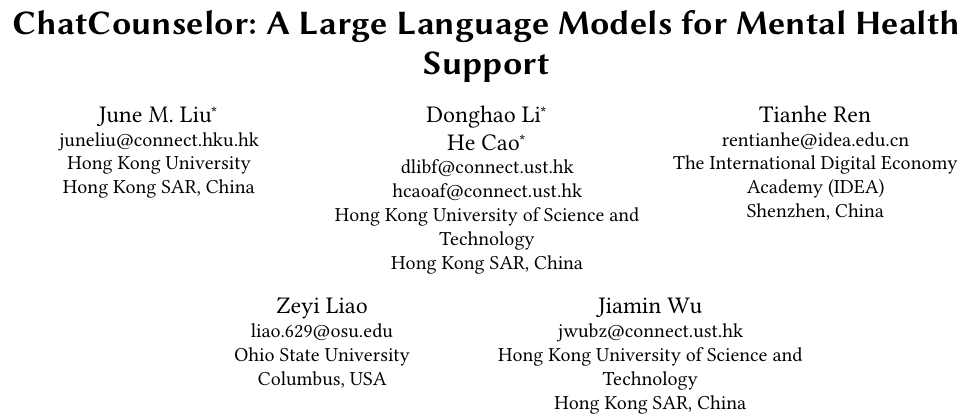 ChatCounselor: A Large Language Models for Mental Health
Support
June M. Liu*
juneliu@connect.hku.hk
Hong Kong University
Hong Kong SAR, China
Donghao Li*
He Cao*
dlibf@connect.ust.hk
hcaoaf@connect.ust.hk
Hong Kong University of Science and
Technology
Hong Kong SAR, China
Tianhe Ren
rentianhe@idea.edu.cn
The International Digital Economy
Academy (IDEA)
Shenzhen, China
Zeyi Liao
liao.629@osu.edu
Ohio State University
Columbus, USA
Jiamin Wu
jwubz@connect.ust.hk
Hong Kong University of Science and
Technology
Hong Kong SAR, China